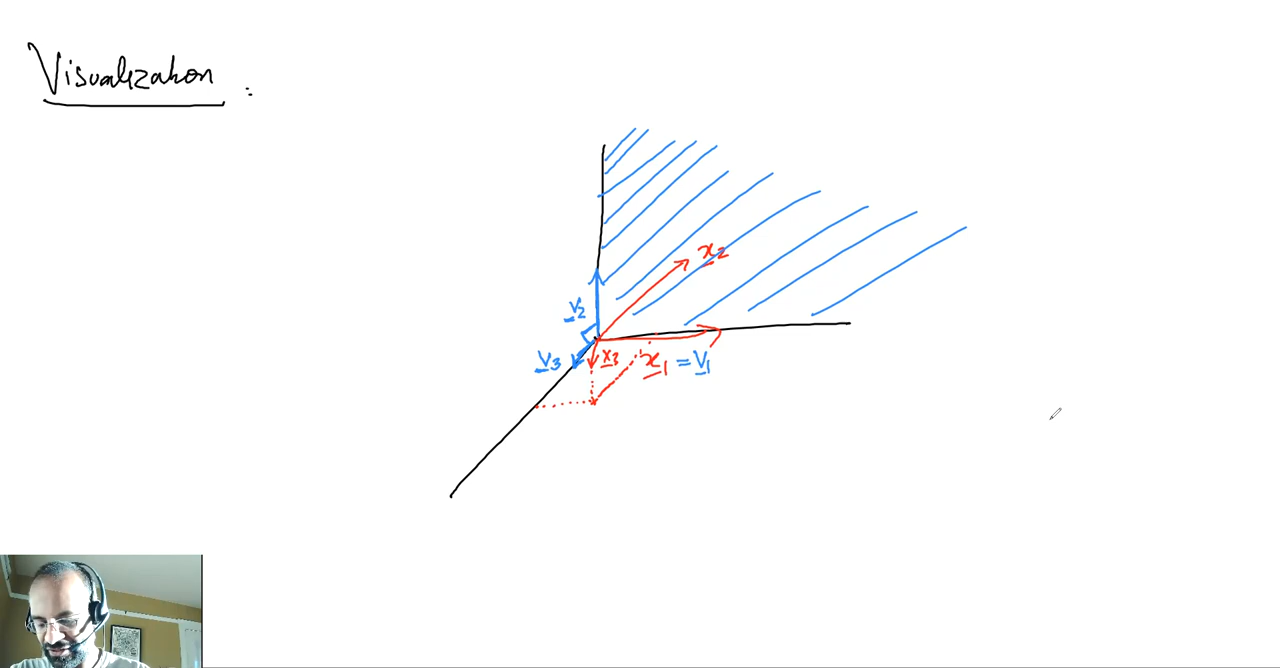 Visualization :
x2
v2
v3
x3
x1 = v1